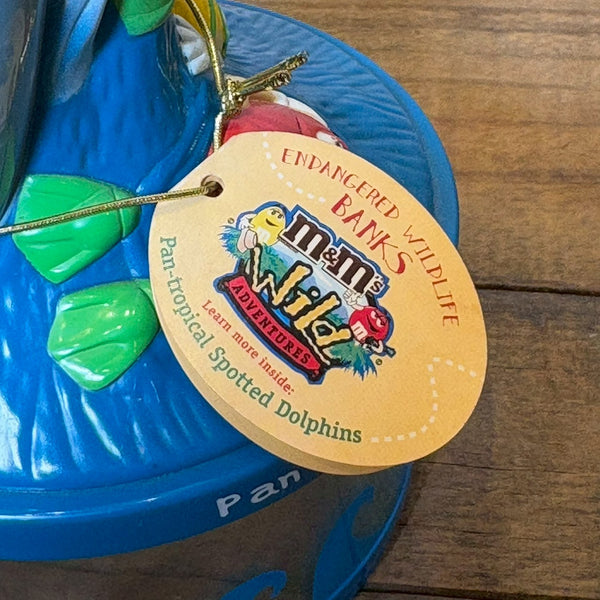 ENDANGERED WILDLIFE
BANKS
m&m's
Wild
ADVENTURES
Learn more inside:
Pan-tropical Spotted Dolphins
Pan